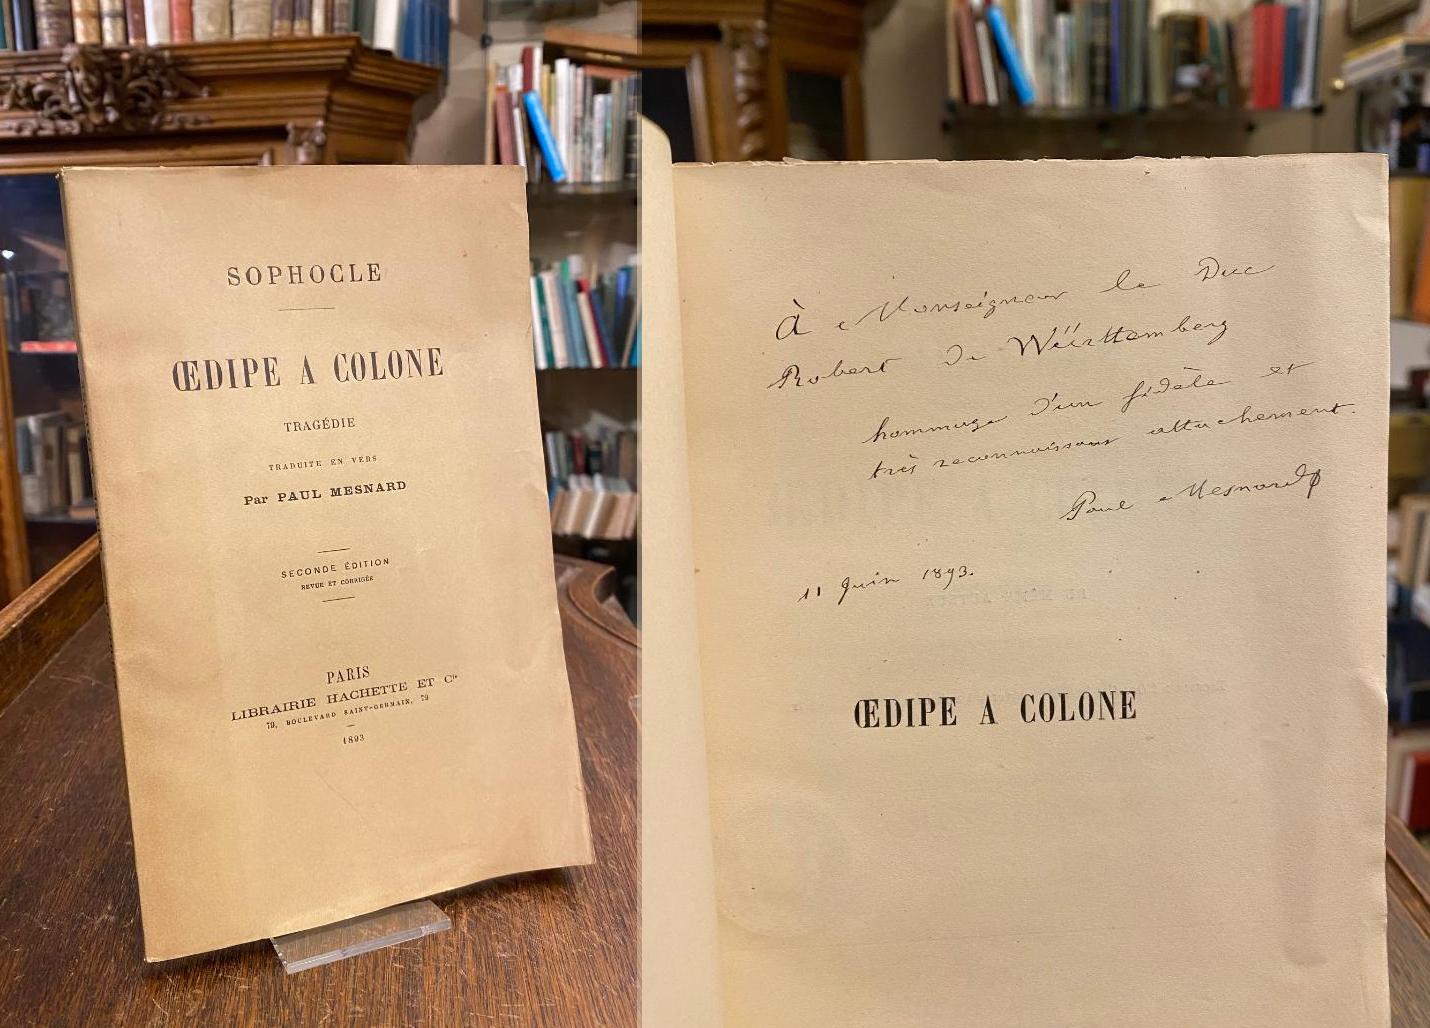 SOPHOCLE
ŒDIPE A COLONE
TRAGÉDIE
TRADUITE EN VERS
Par PAUL MESNARD
SECONDE ÉDITION
REVUE ET CORRIGÉE
PARIS
LIBRAIRIE HACHETTE ET Cie
79, BOULEVARD SAINT-GERMAIN, 79
1893
À Monseigneur le Duc
Robert de Württemberg
hommage d'un fidèle et
très reconnaissant attachement.
Paul Mesnard
11 Juin 1893.
ŒDIPE A COLONE